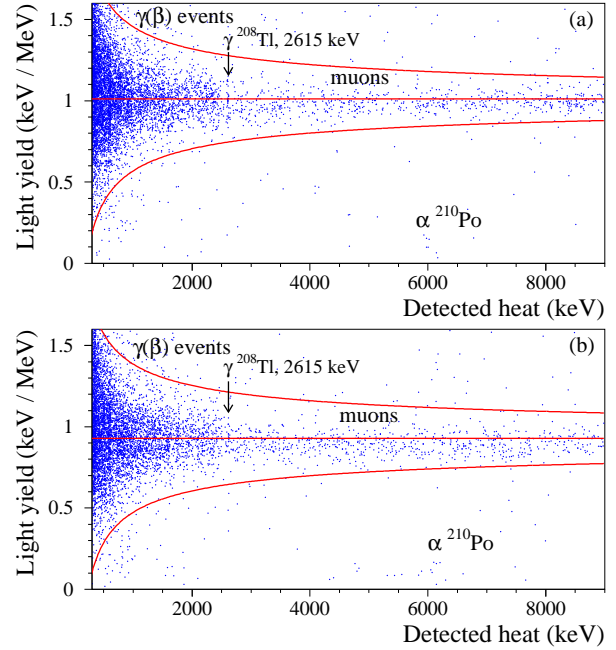 γ(β) events
(a)
γ ²⁰⁸Tl, 2615 keV
muons
α ²¹⁰Po
Light yield (keV / MeV)
1.5
1
0.5
0
2000 4000 6000 8000
Detected heat (keV)
γ(β) events
(b)
γ ²⁰⁸Tl, 2615 keV
muons
α ²¹⁰Po
Light yield (keV / MeV)
1.5
1
0.5
0
2000 4000 6000 8000
Detected heat (keV)